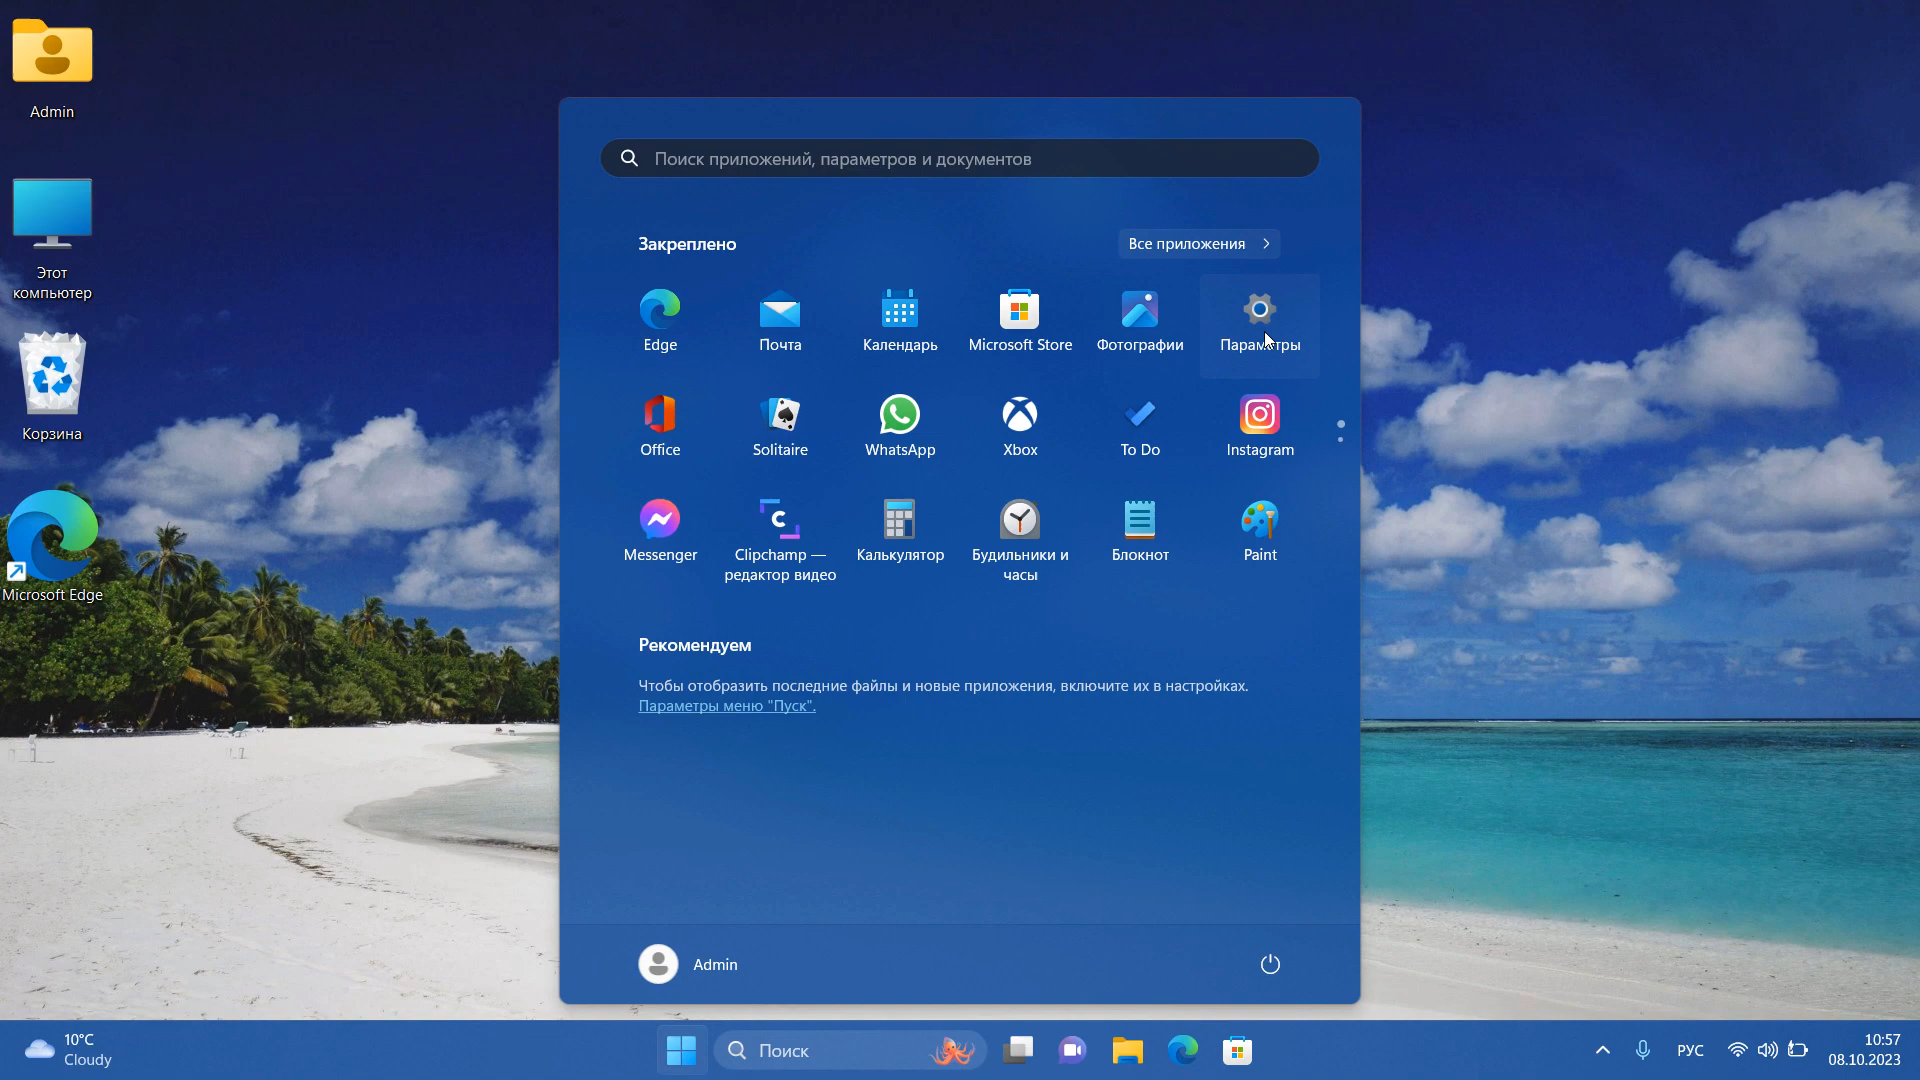 Admin
Этот
компьютер
Корзина
Microsoft Edge
Поиск приложений, параметров и документов
Закреплено
Все приложения
Edge
Почта
Календарь
Microsoft Store
Фотографии
Параметры
Office
Solitaire
WhatsApp
Xbox
To Do
Instagram
Messenger
Clipchamp —
редактор видео
Калькулятор
Будильники и
часы
Блокнот
Paint
Рекомендуем
Чтобы отобразить последние файлы и новые приложения, включите их в настройках.
Параметры меню "Пуск".
Admin
10°C
Cloudy
Поиск
РУС
10:57
08.10.2023